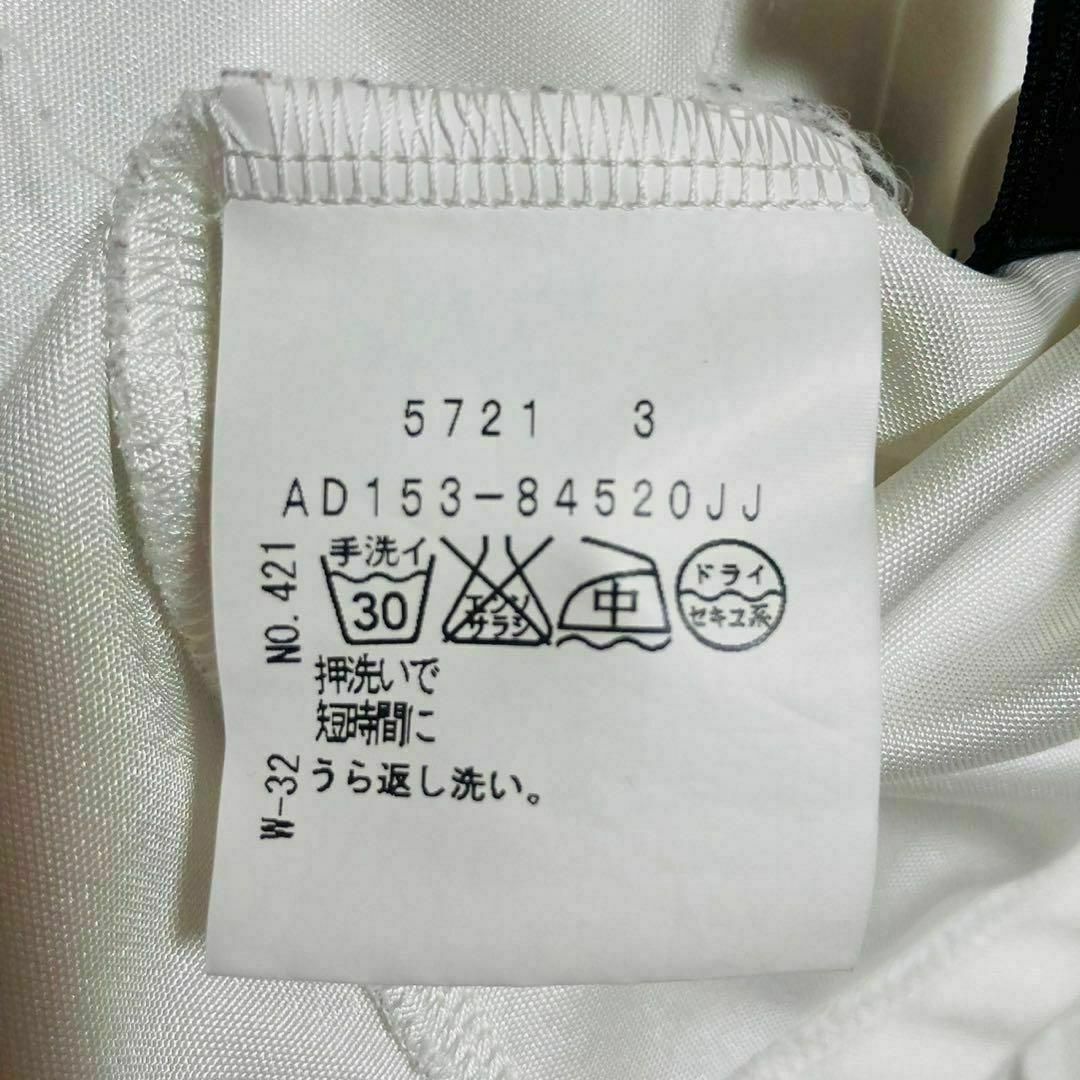 5721 3
AD153-84520JJ
手洗イ
30
エンソ
サラシ
中
ドライ
セキユ系
押洗いで
短時間に
うら返し洗い。
NO. 421
W-32